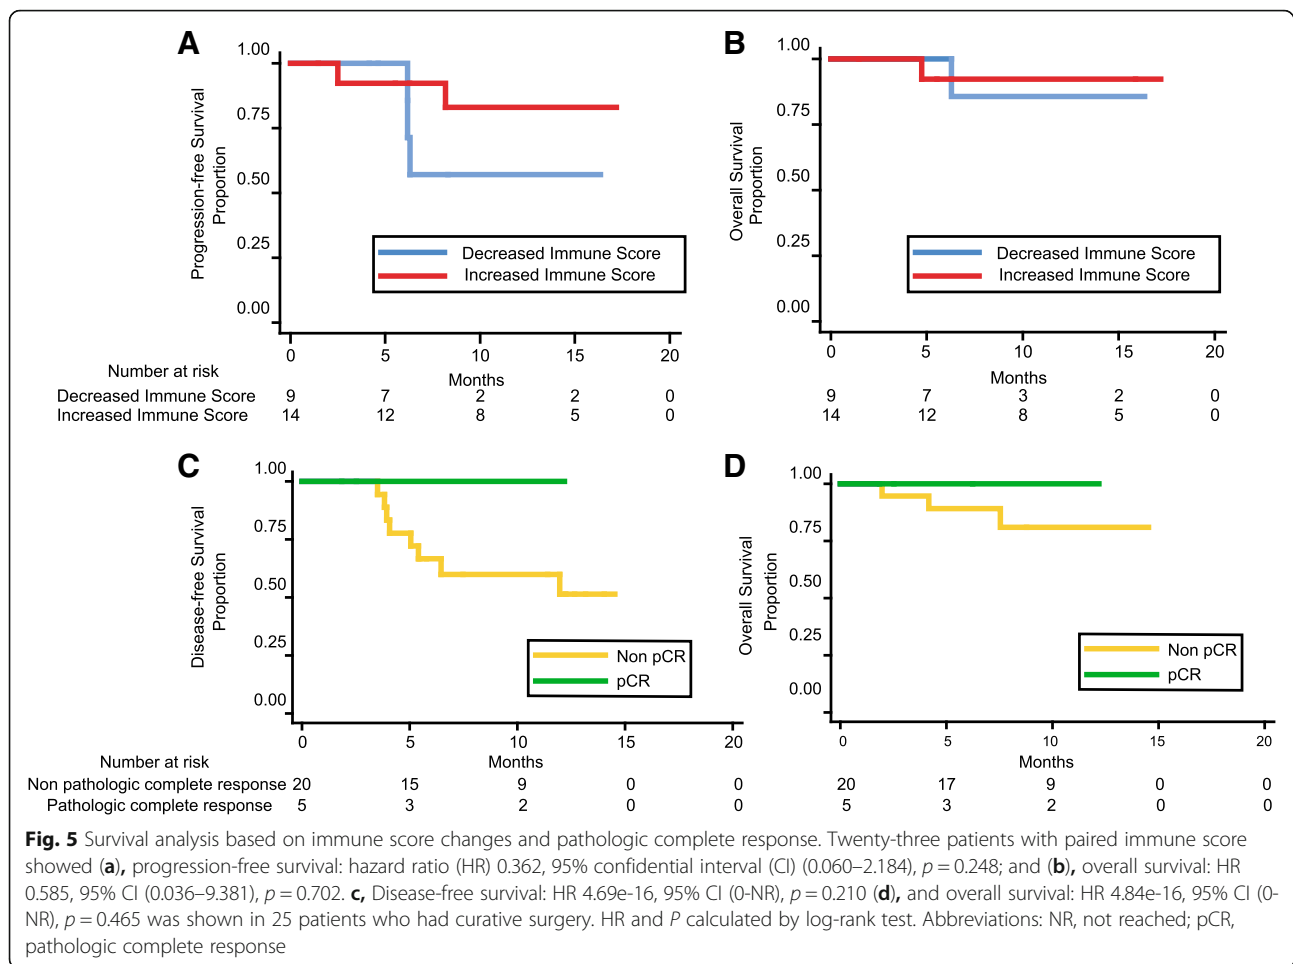 A
1.00
0.75
0.50
0.25
0.00
Progression-free Survival
Proportion
Decreased Immune Score
Increased Immune Score
0 5 10 15 20
Months
Number at risk
Decreased Immune Score 9 7 2 2 0
Increased Immune Score 14 12 8 5 0
B
1.00
0.75
0.50
0.25
0.00
Overall Survival
Proportion
Decreased Immune Score
Increased Immune Score
0 5 10 15 20
Months
9 7 3 2 0
14 12 8 5 0
C
1.00
0.75
0.50
0.25
0.00
Disease-free Survival
Proportion
Non pCR
pCR
0 5 10 15 20
Months
Number at risk
Non pathologic complete response 20 15 9 0 0
Pathologic complete response 5 3 2 0 0
D
1.00
0.75
0.50
0.25
0.00
Overall Survival
Proportion
Non pCR
pCR
0 5 10 15 20
Months
20 17 9 0 0
5 3 2 0 0
Fig. 5 Survival analysis based on immune score changes and pathologic complete response. Twenty-three patients with paired immune score
showed (a), progression-free survival: hazard ratio (HR) 0.362, 95% confidential interval (CI) (0.060–2.184), p = 0.248; and (b), overall survival: HR
0.585, 95% CI (0.036–9.381), p = 0.702. c, Disease-free survival: HR 4.69e-16, 95% CI (0-NR), p = 0.210 (d), and overall survival: HR 4.84e-16, 95% CI (0-
NR), p = 0.465 was shown in 25 patients who had curative surgery. HR and P calculated by log-rank test. Abbreviations: NR, not reached; pCR,
pathologic complete response